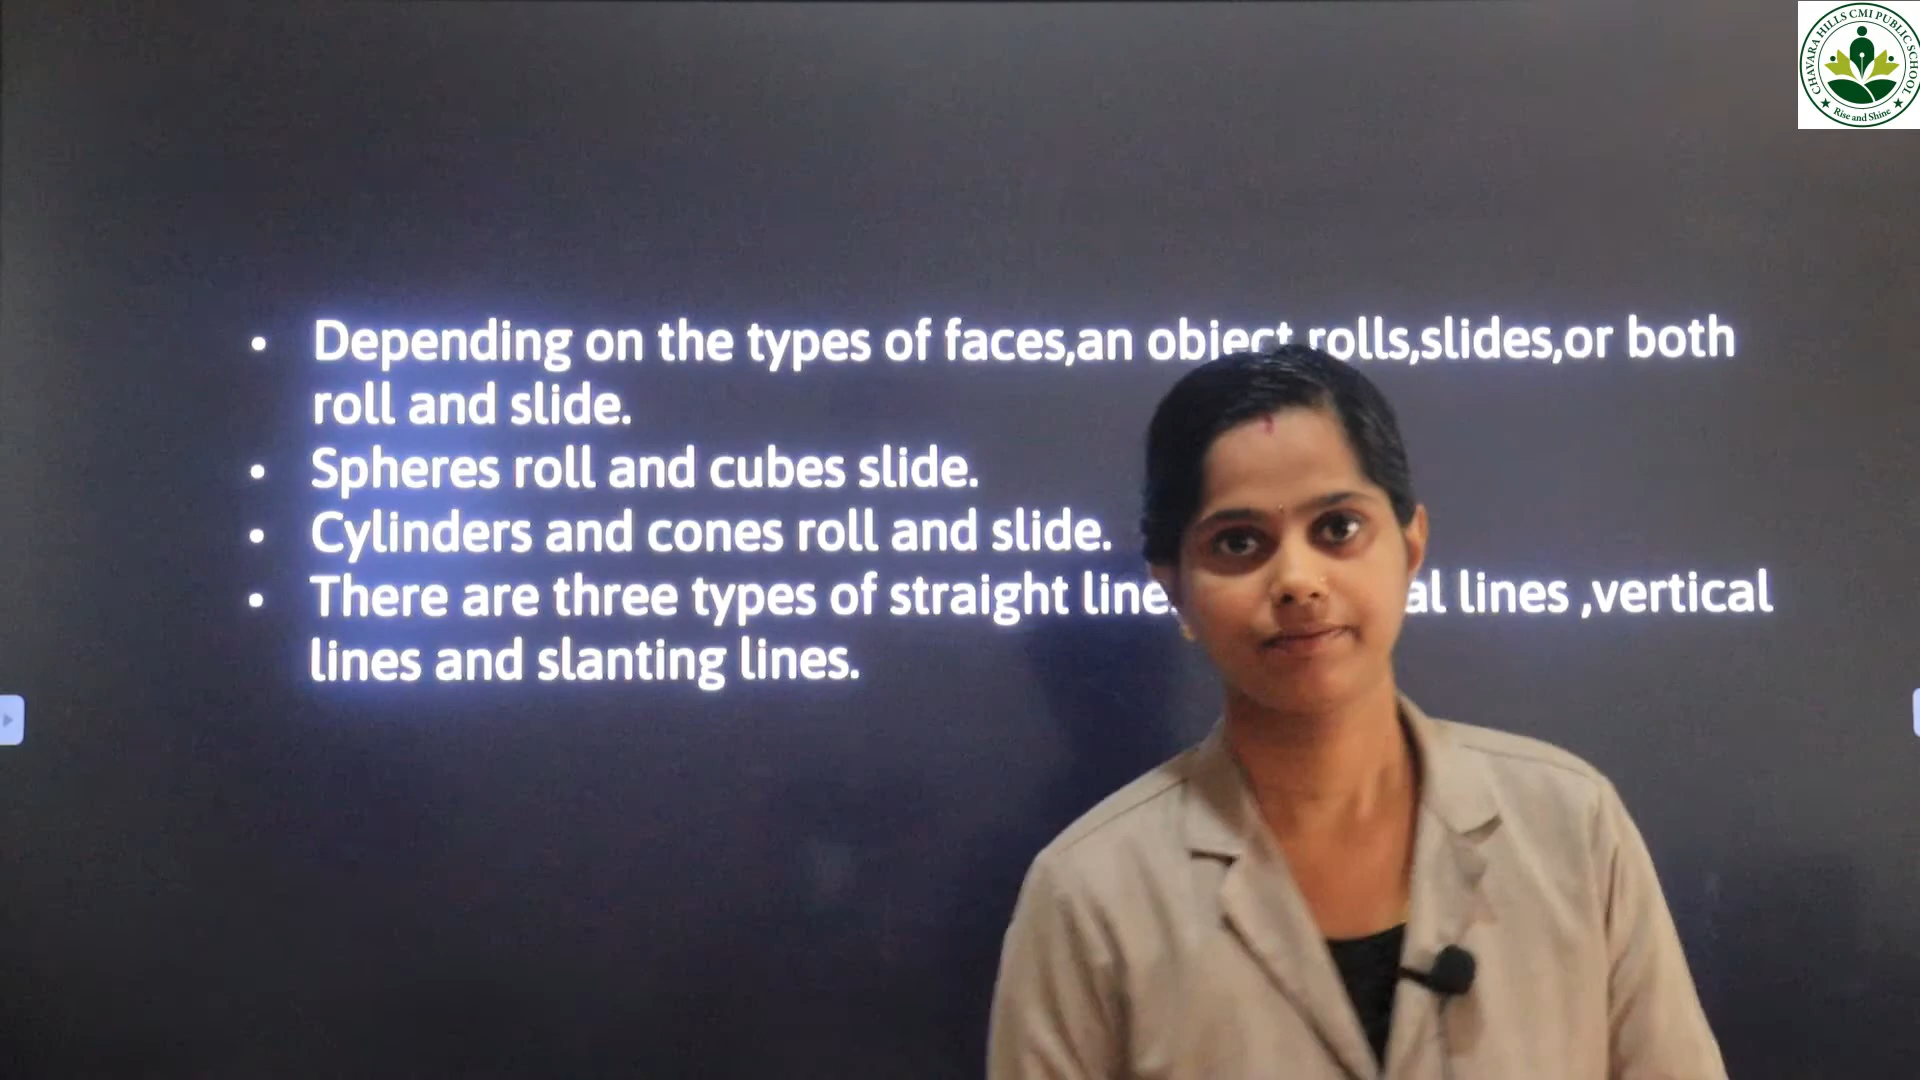 CHAVARA HILLS CMI PUBLIC SCHOOL
Rise and Shine
• Depending on the types of faces,an object rolls,slides,or both
roll and slide.
• Spheres roll and cubes slide.
• Cylinders and cones roll and slide.
• There are three types of straight lines ,vertical
lines and slanting lines.